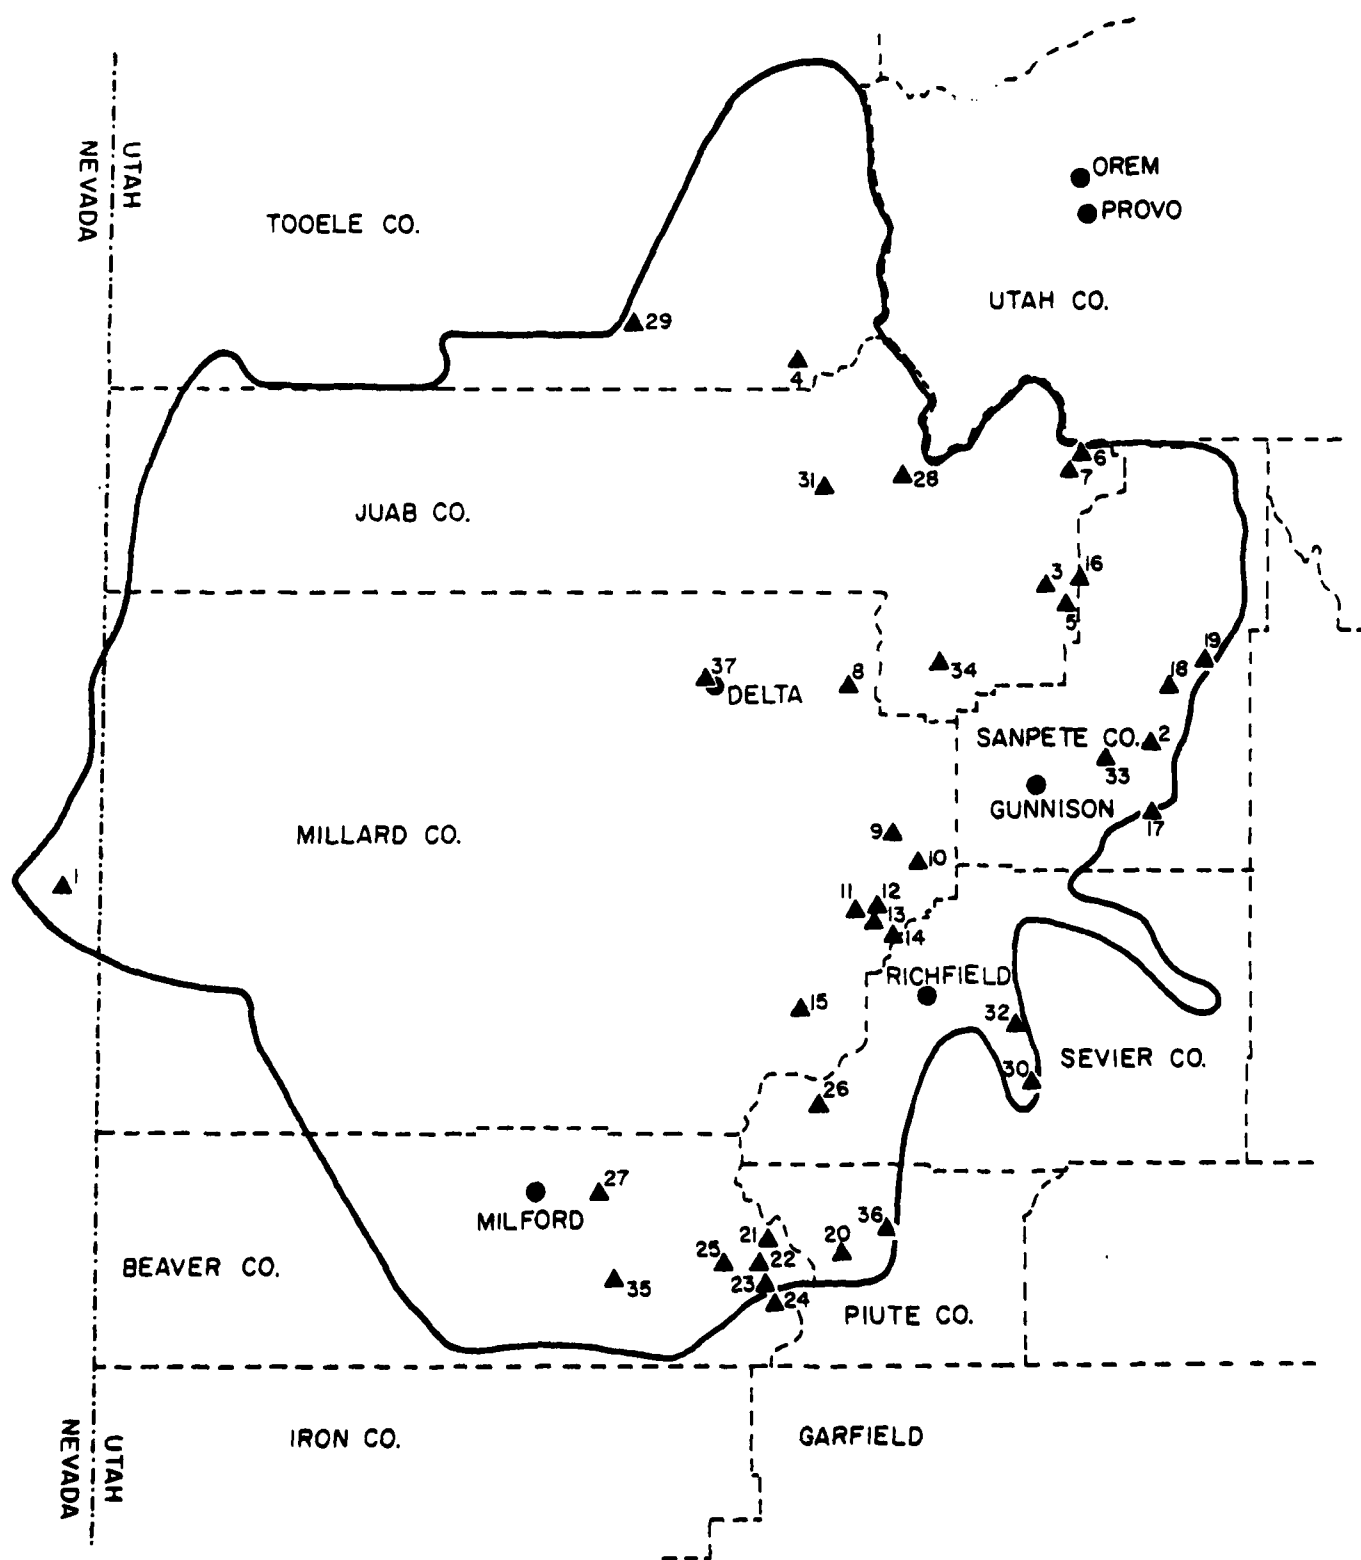 UTAH
NEVADA
OREM
PROVO
TOOELE CO.
UTAH CO.
29
4
6
7
28
31
JUAB CO.
3
16
5
19
34
18
37
8
DELTA
SANPETE CO.
2
33
GUNNISON
17
MILLARD CO.
9
10
1
11
12
13
14
RICHFIELD
15
32
SEVIER CO.
30
26
27
MILFORD
36
21
20
25
22
BEAVER CO.
35
23
24
PIUTE CO.
IRON CO.
GARFIELD
UTAH
NEVADA